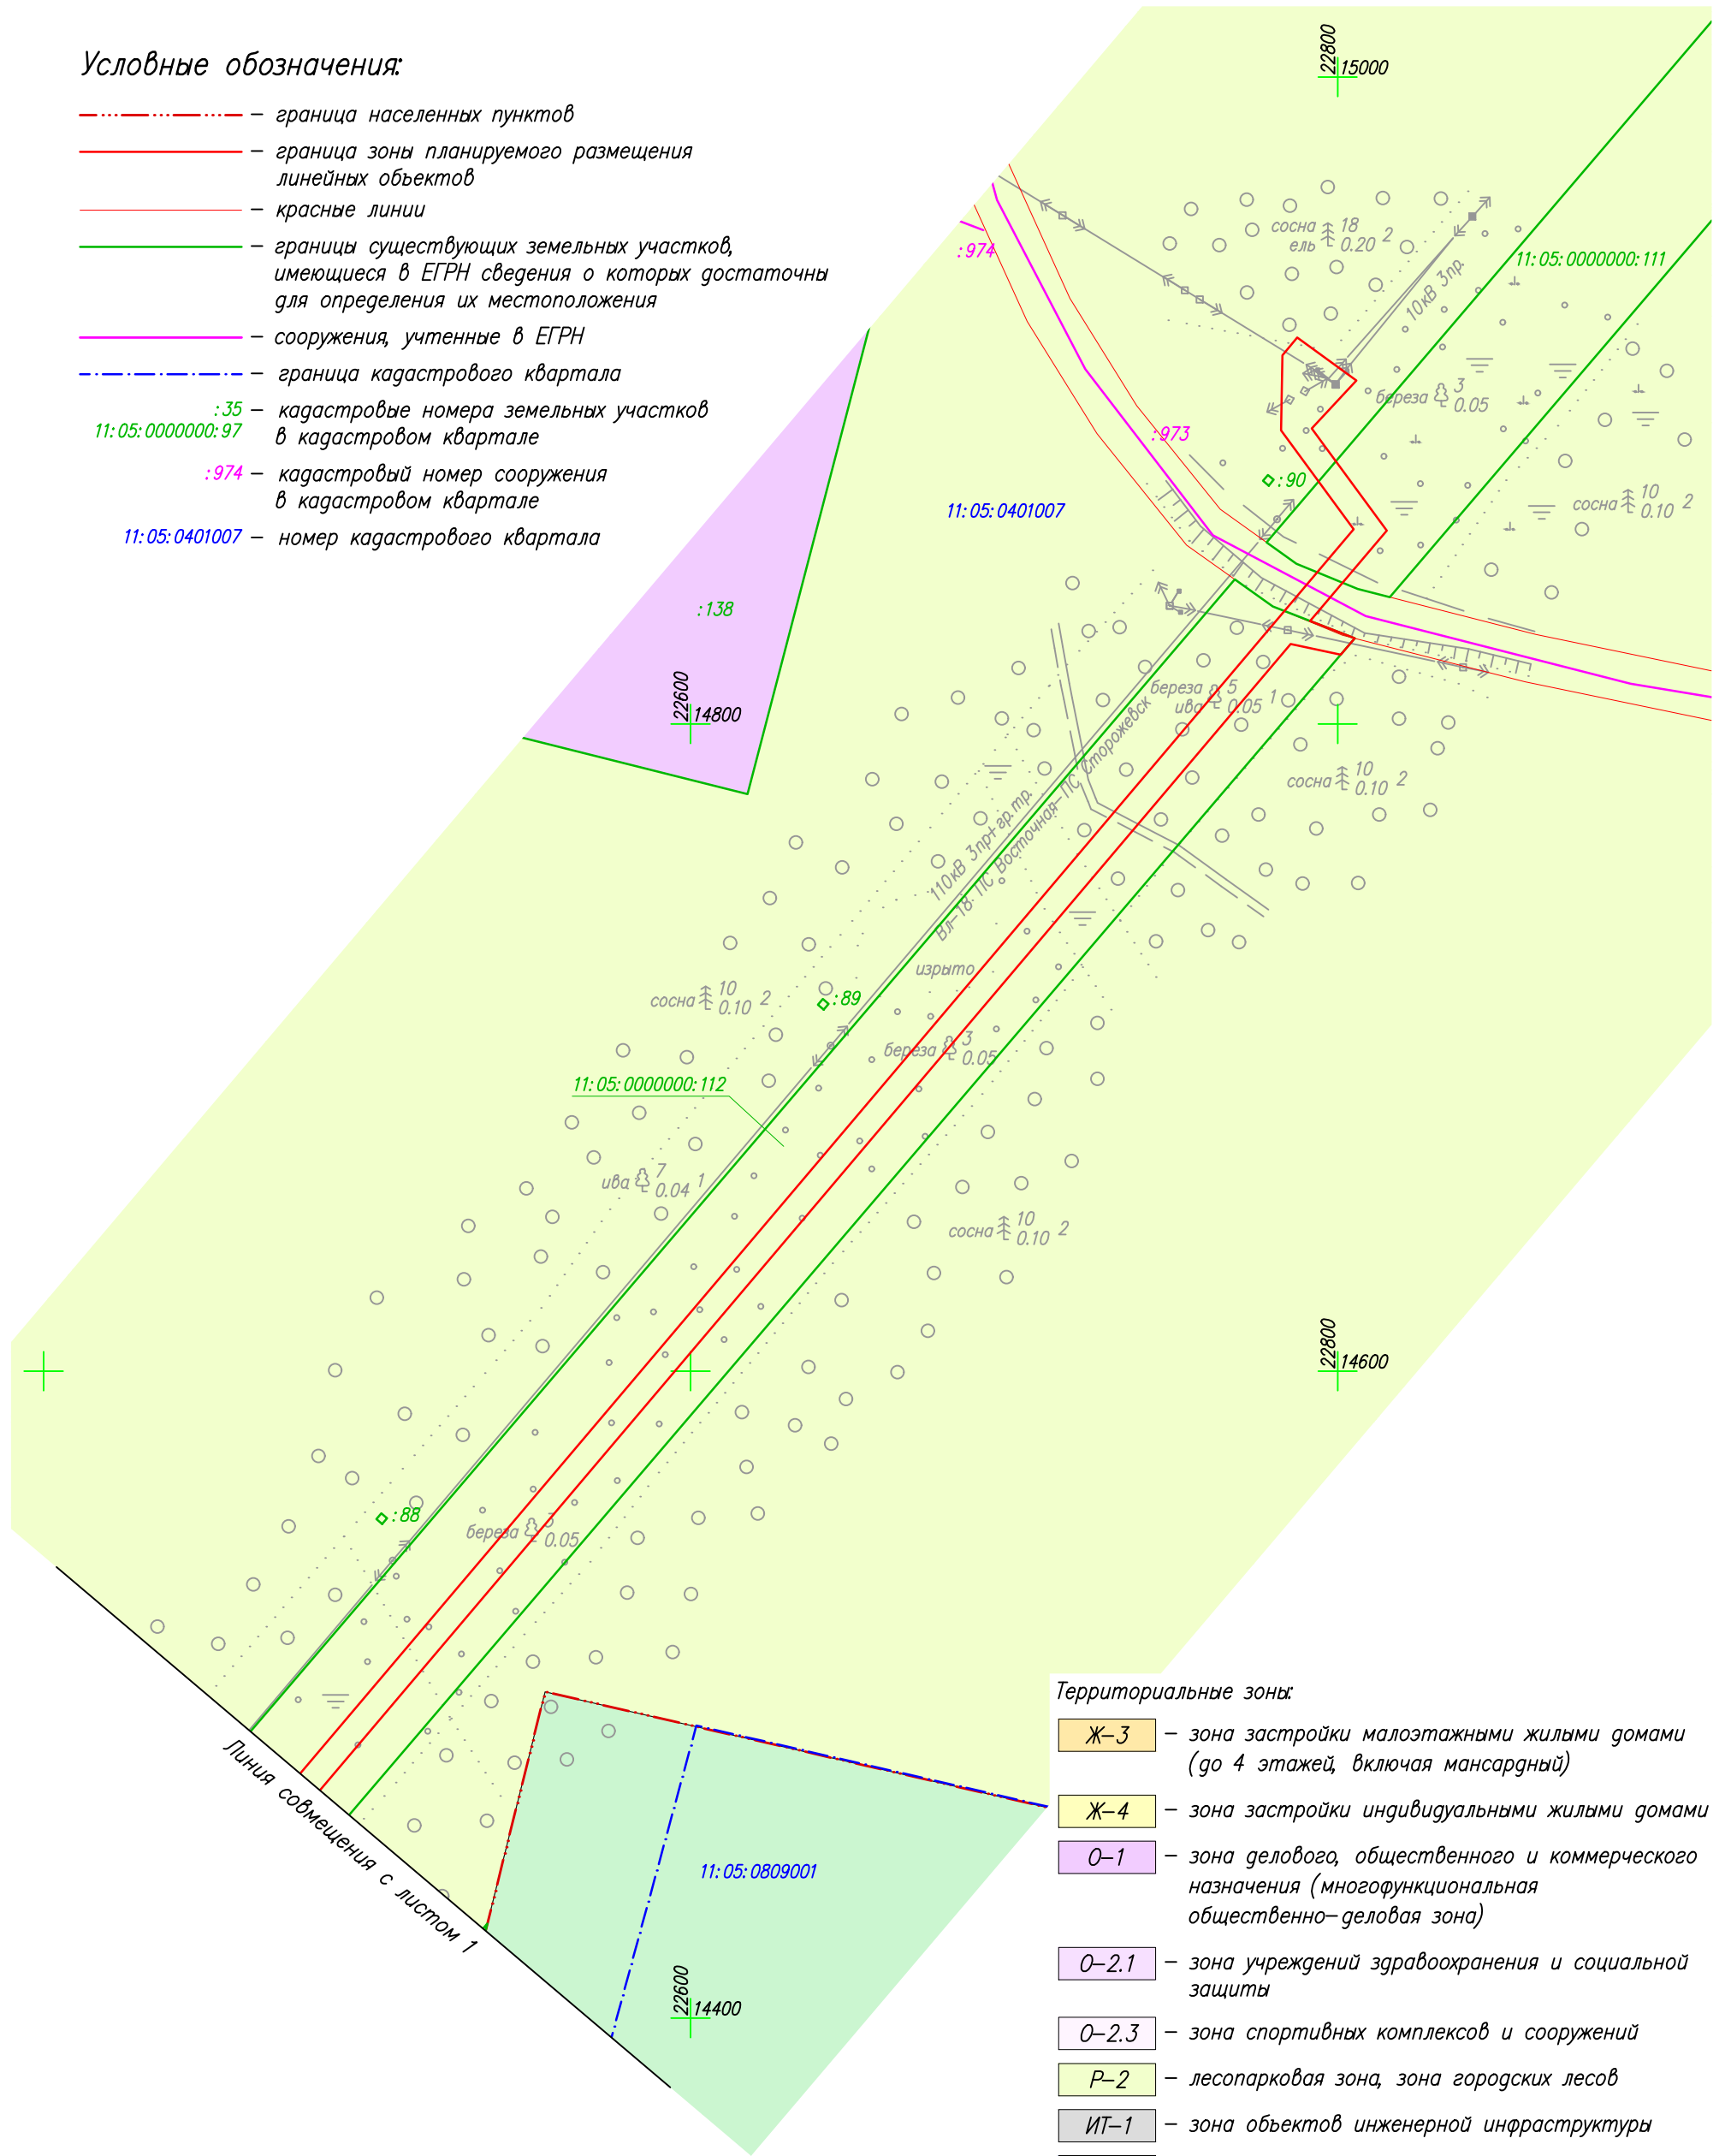 Условные обозначения:
– граница населенных пунктов
– граница зоны планируемого размещения
линейных объектов
– красные линии
– границы существующих земельных участков,
имеющиеся в ЕГРН сведения о которых достаточны
для определения их местоположения
– сооружения, учтенные в ЕГРН
– граница кадастрового квартала
:35 – кадастровые номера земельных участков
11:05:0000000:97 в кадастровом квартале
:974 – кадастровый номер сооружения
в кадастровом квартале
11:05:0401007 – номер кадастрового квартала
22800
15000
:974
сосна 18
ель 0.20 2
10кВ 3пр.
11:05:0000000:111
береза 3
0.05
:973
:90
сосна 10
0.10 2
11:05:0401007
:138
22600
14800
береза 5
ива 0.05 1
сосна 10
0.10 2
110кВ 3пр+гр.тр.
Вл-18 ПС Восточная-ПС Сторожевск
изрыто
сосна 10
0.10 2
:89
береза 3
0.05
11:05:0000000:112
ива 7
0.04 1
сосна 10
0.10 2
22800
14600
:88
береза 3
0.05
Линия совмещения с листом 1
11:05:0809001
22600
14400
Территориальные зоны:
Ж-3 – зона застройки малоэтажными жилыми домами
(до 4 этажей, включая мансардный)
Ж-4 – зона застройки индивидуальными жилыми домами
О-1 – зона делового, общественного и коммерческого
назначения (многофункциональная
общественно-деловая зона)
О-2.1 – зона учреждений здравоохранения и социальной
защиты
О-2.3 – зона спортивных комплексов и сооружений
Р-2 – лесопарковая зона, зона городских лесов
ИТ-1 – зона объектов инженерной инфраструктуры